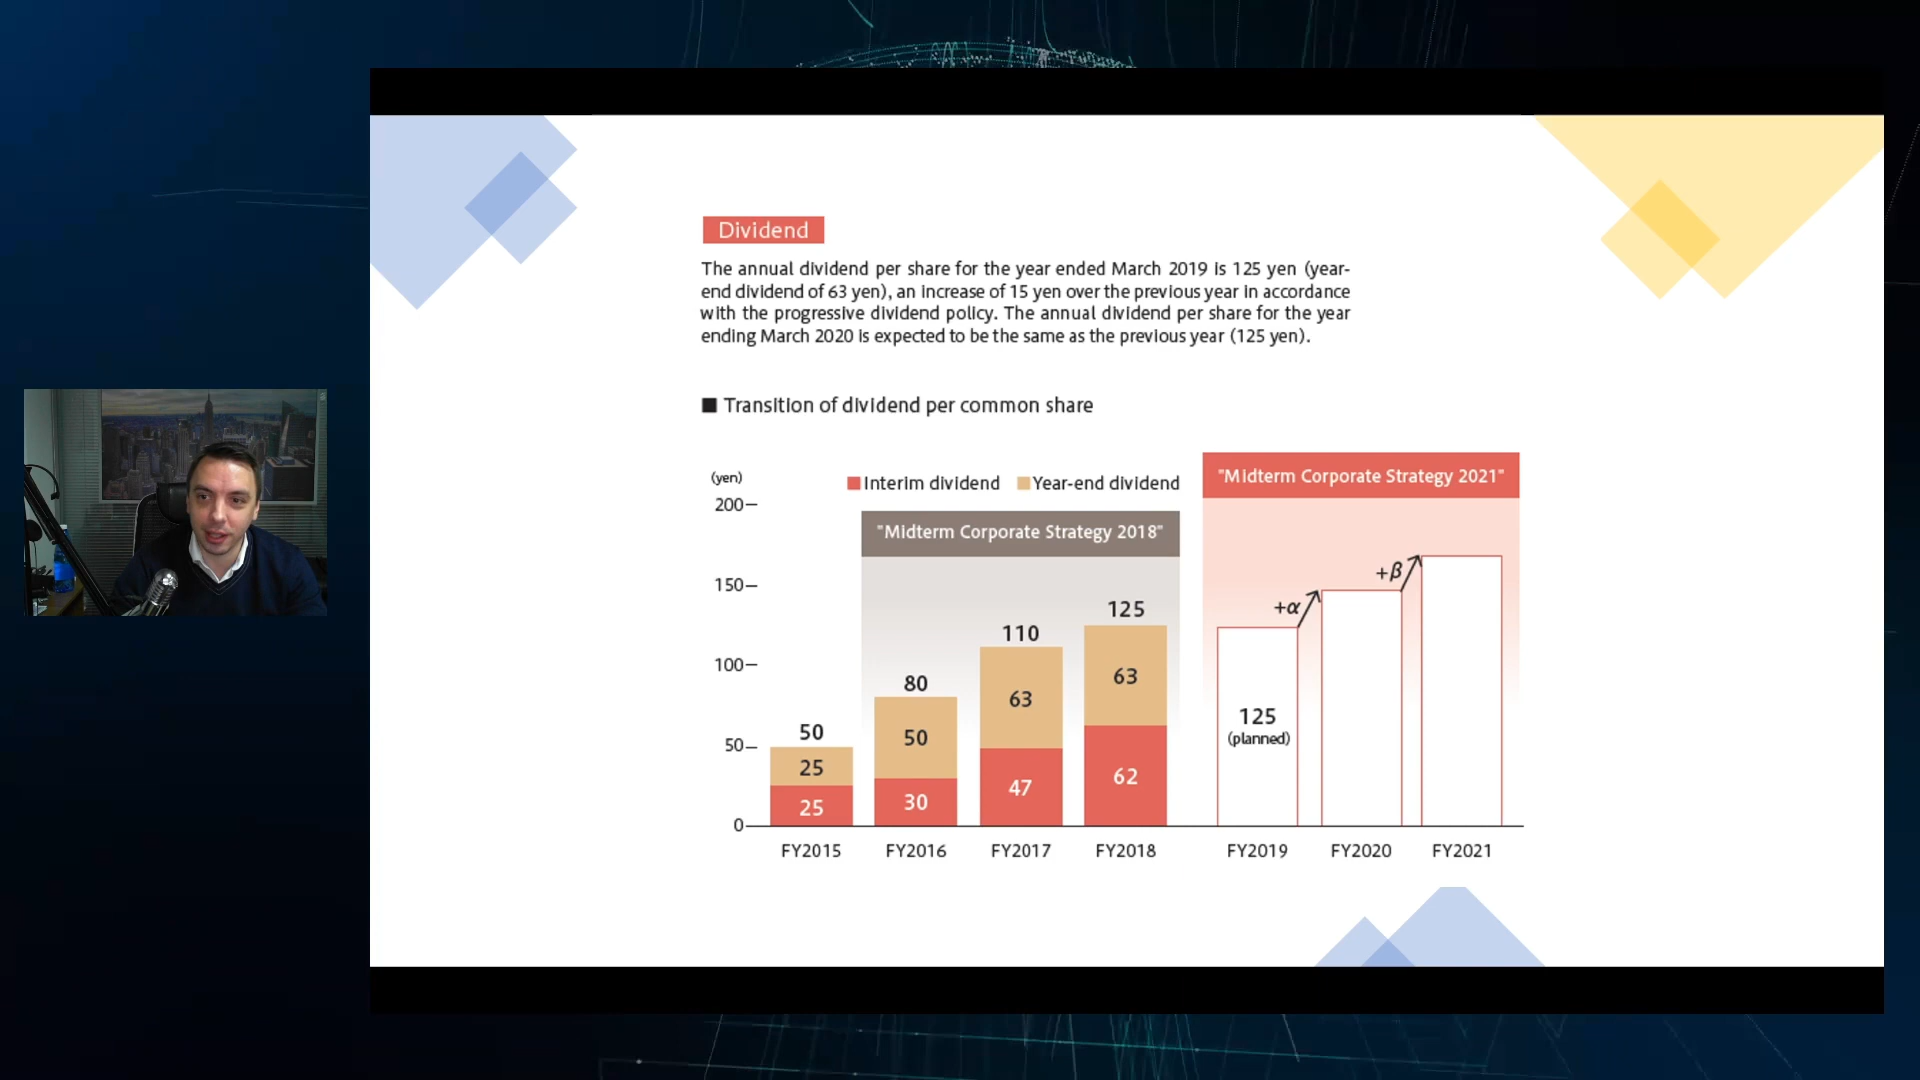 Dividend
The annual dividend per share for the year ended March 2019 is 125 yen (year-
end dividend of 63 yen), an increase of 15 yen over the previous year in accordance
with the progressive dividend policy. The annual dividend per share for the year
ending March 2020 is expected to be the same as the previous year (125 yen).
■ Transition of dividend per common share
(yen)
Interim dividend Year-end dividend
"Midterm Corporate Strategy 2018"
"Midterm Corporate Strategy 2021"
200
150
100
50
0
50
25
25
80
50
30
110
63
47
125
63
62
125
(planned)
+α
+β
FY2015 FY2016 FY2017 FY2018 FY2019 FY2020 FY2021